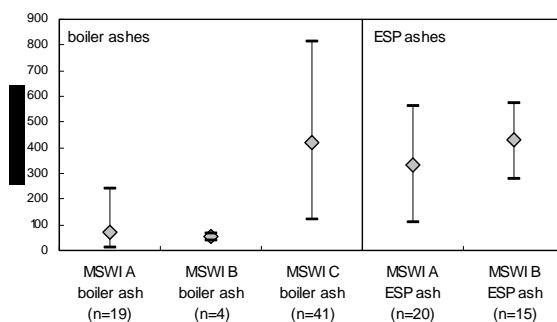 900
800
700
600
500
400
300
200
100
0
boiler ashes
ESP ashes
MSWI A
boiler ash
(n=19)
MSWI B
boiler ash
(n=4)
MSWI C
boiler ash
(n=41)
MSWI A
ESP ash
(n=20)
MSWI B
ESP ash
(n=15)